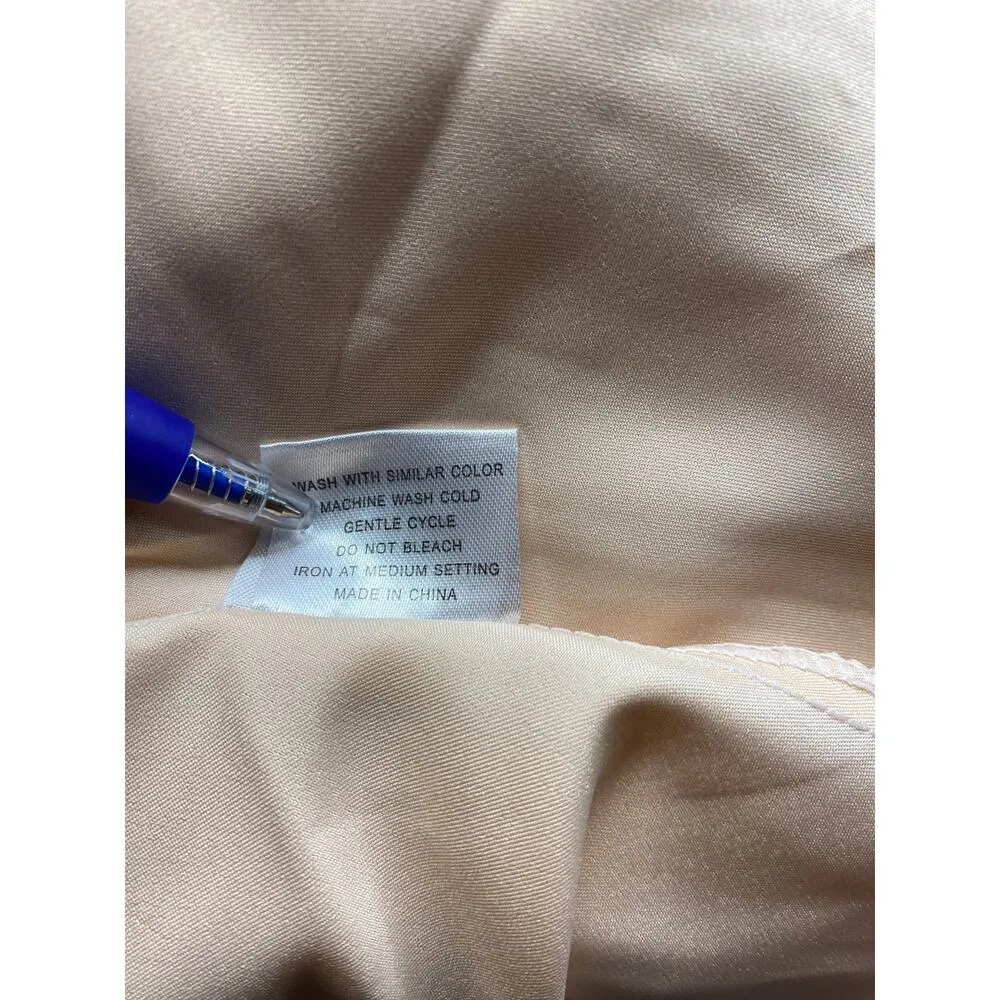 WASH WITH SIMILAR COLOR
MACHINE WASH COLD
GENTLE CYCLE
DO NOT BLEACH
IRON AT MEDIUM SETTING
MADE IN CHINA